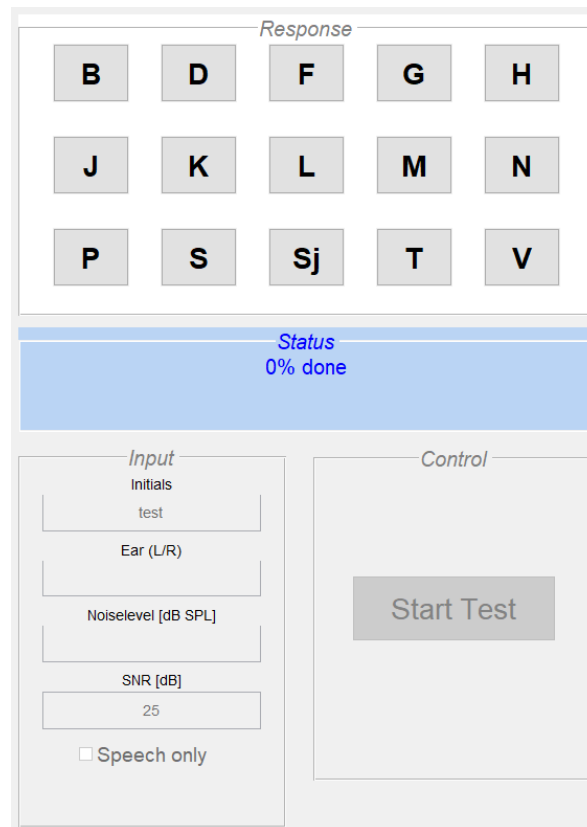 Response
B D F G H
J K L M N
P S Sj T V
Status
0% done
Input
Initials
test
Ear (L/R)
Noiselevel [dB SPL]
SNR [dB]
25
Speech only
Control
Start Test